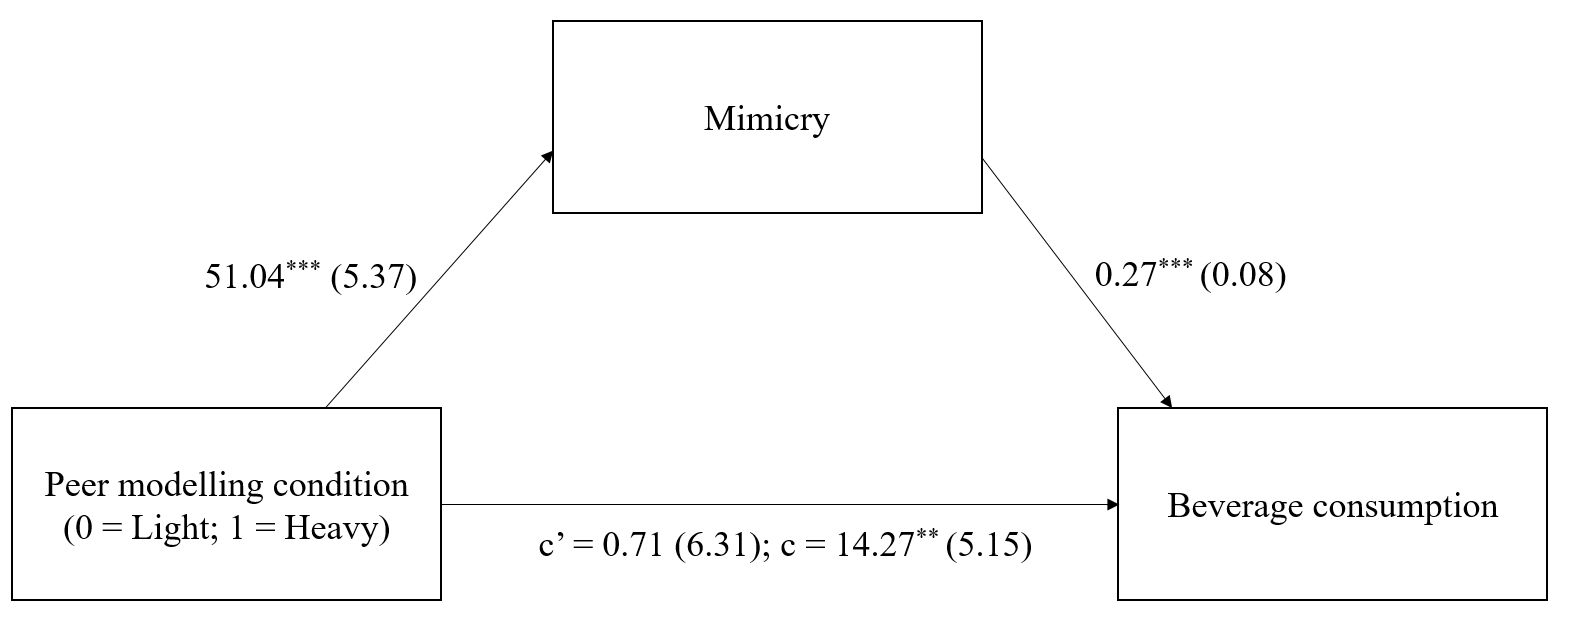 Mimicry
51.04*** (5.37)
0.27*** (0.08)
Peer modelling condition
(0 = Light; 1 = Heavy)
Beverage consumption
c’ = 0.71 (6.31); c = 14.27** (5.15)